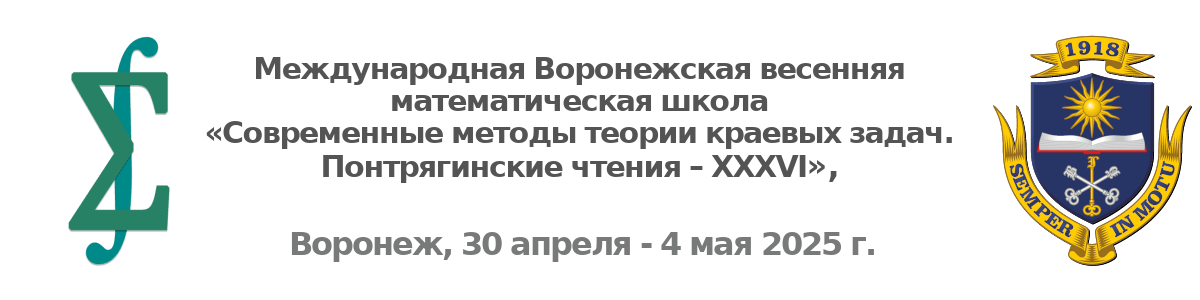 Международная Воронежская весенняя
математическая школа
«Современные методы теории краевых задач.
Понтрягинские чтения – XXXVI»,
Воронеж, 30 апреля - 4 мая 2025 г.
1918
SEMPER IN MOTU